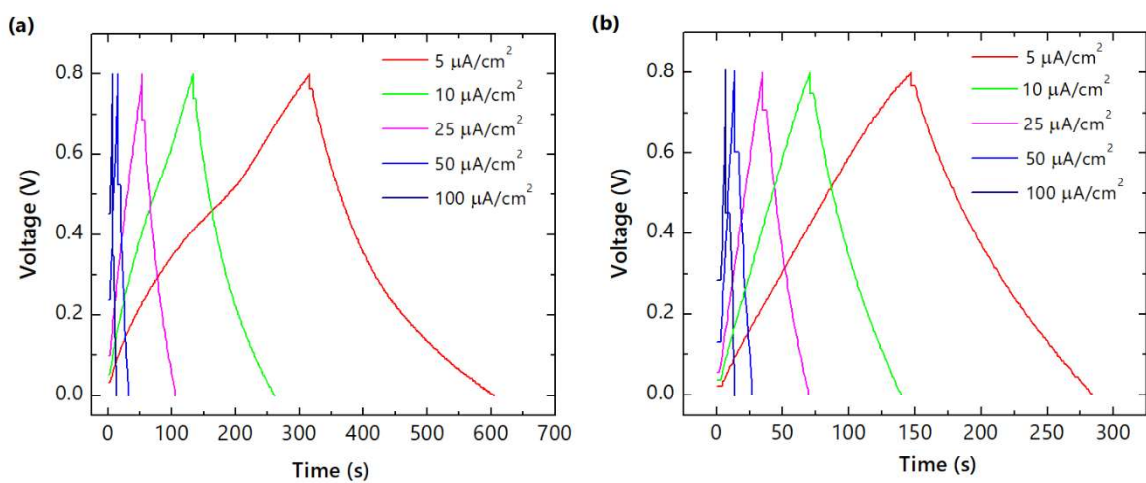 (a)
0.8
0.6
0.4
0.2
0.0
Voltage (V)
5 μA/cm²
10 μA/cm²
25 μA/cm²
50 μA/cm²
100 μA/cm²
0 100 200 300 400 500 600 700
Time (s)
(b)
0.8
0.6
0.4
0.2
0.0
Voltage (V)
5 μA/cm²
10 μA/cm²
25 μA/cm²
50 μA/cm²
100 μA/cm²
0 50 100 150 200 250 300
Time (s)